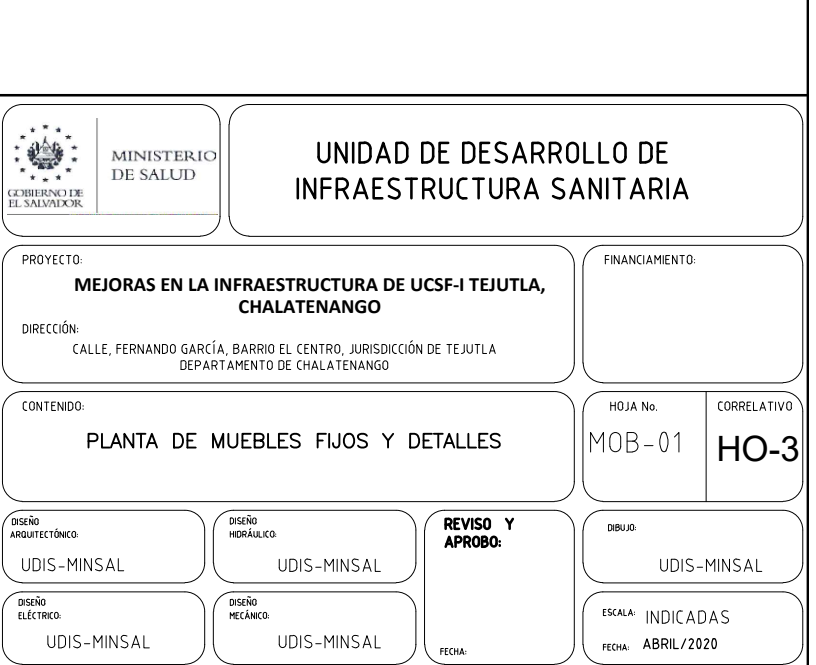 GOBIERNO DE
EL SALVADOR
MINISTERIO
DE SALUD
UNIDAD DE DESARROLLO DE
INFRAESTRUCTURA SANITARIA
PROYECTO:
MEJORAS EN LA INFRAESTRUCTURA DE UCSF-I TEJUTLA,
CHALATENANGO
DIRECCIÓN:
CALLE, FERNANDO GARCÍA, BARRIO EL CENTRO, JURISDICCIÓN DE TEJUTLA
DEPARTAMENTO DE CHALATENANGO
FINANCIAMIENTO:
CONTENIDO:
PLANTA DE MUEBLES FIJOS Y DETALLES
HOJA No.
MOB-01
CORRELATIVO
HO-3
DISEÑO
ARQUITECTÓNICO:
UDIS-MINSAL
DISEÑO
HIDRÁULICO:
UDIS-MINSAL
REVISO Y
APROBO:
FECHA:
DIBUJO:
UDIS-MINSAL
DISEÑO
ELÉCTRICO:
UDIS-MINSAL
DISEÑO
MECÁNICO:
UDIS-MINSAL
ESCALA: INDICADAS
FECHA: ABRIL/2020